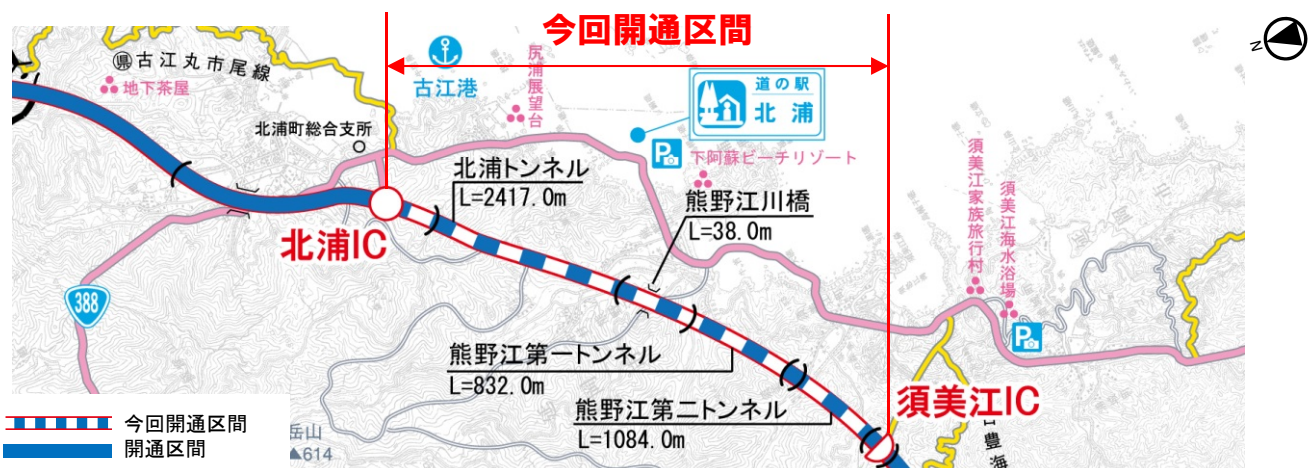 今回開通区間
県古江丸市尾線
地下茶屋
古江港
尻浦展望台
道の駅
北浦
N
北浦町総合支所
P
下阿蘇ビーチリゾート
北浦トンネル
L=2417.0m
熊野江川橋
L=38.0m
須美江家族旅行村
須美江海水浴場
P
北浦IC
388
熊野江第一トンネル
L=832.0m
熊野江第二トンネル
L=1084.0m
須美江IC
今回開通区間
開通区間
岳山
▲614
豊海